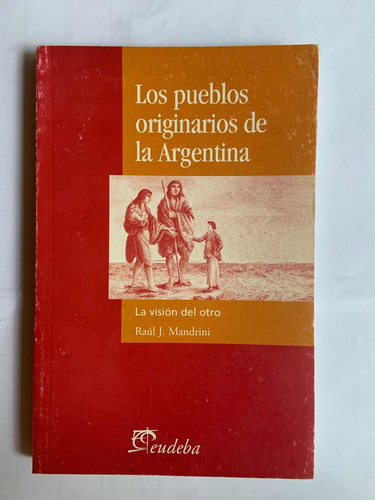 Los pueblos
originarios de
la Argentina
La visión del otro
Raúl J. Mandrini
eudeba